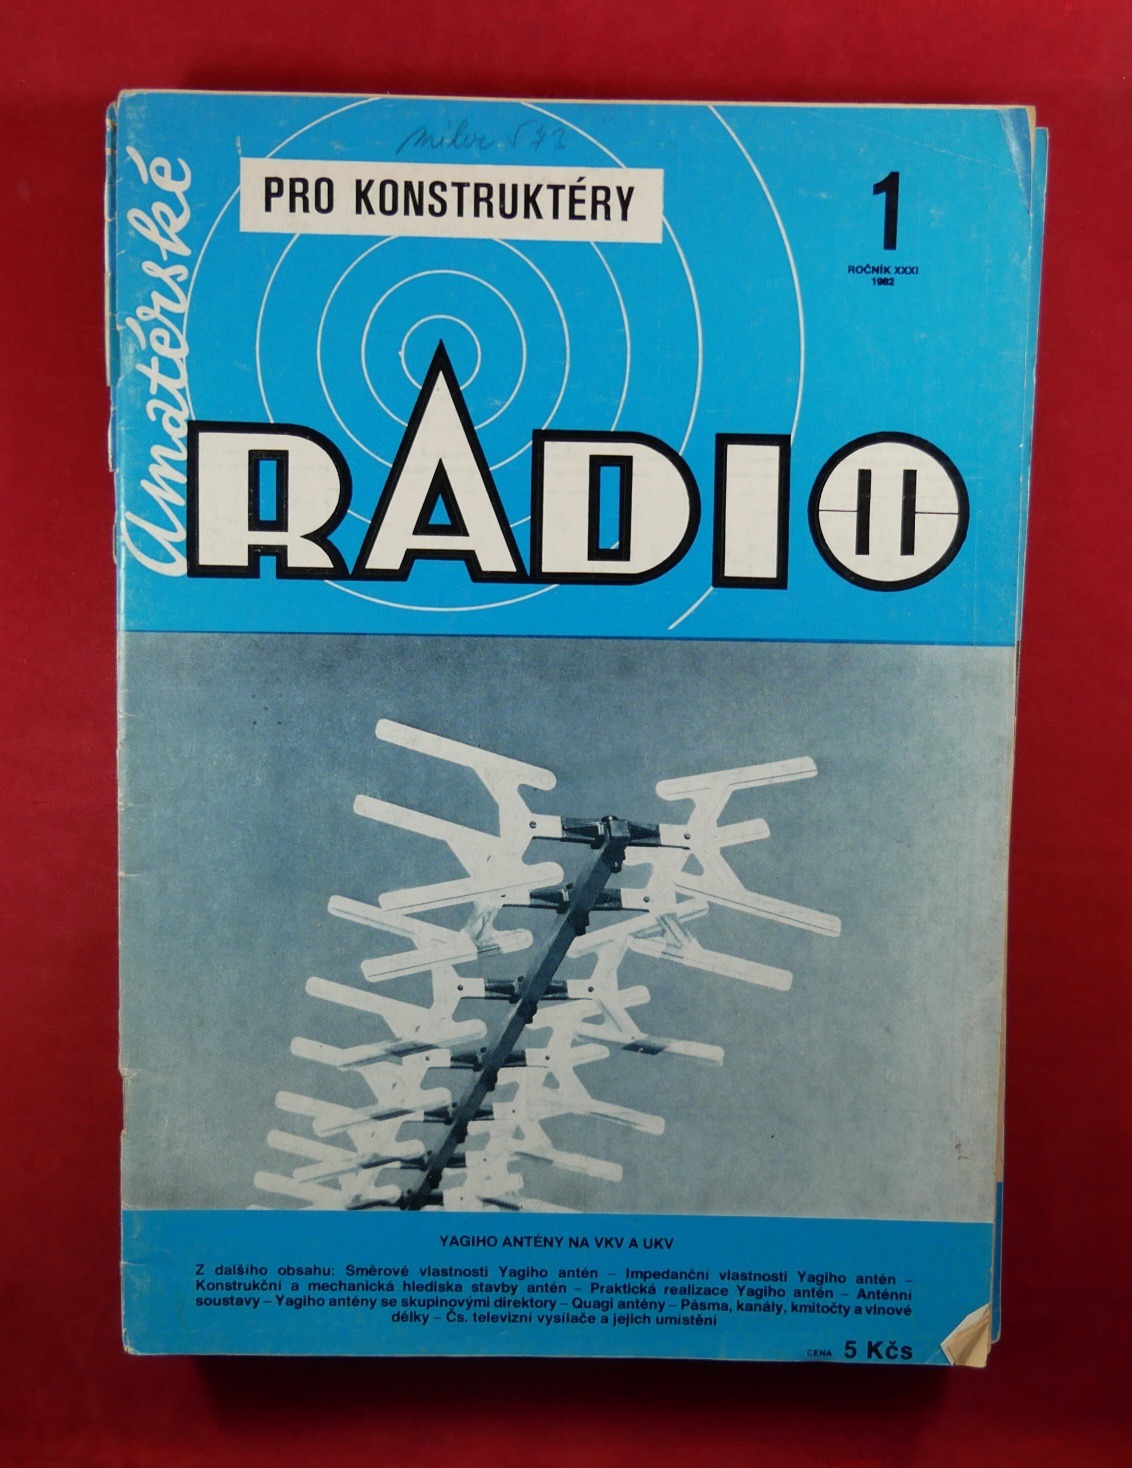 PRO KONSTRUKTÉRY
1
ROČNÍK XXXI
1982
Amatérské
RADIO
YAGIHO ANTÉNY NA VKV A UKV
Z dalšího obsahu: Směrové vlastnosti Yagiho antén – Impedanční vlastnosti Yagiho antén –
Konstrukční a mechanická hlediska stavby antén – Praktická realizace Yagiho antén – Anténní
soustavy – Yagiho antény se skupinovými direktory – Quagi antény – Pásma, kanály, kmitočty a vlnové
délky – Čs. televizní vysílače a jejich umístění
CENA 5 Kčs